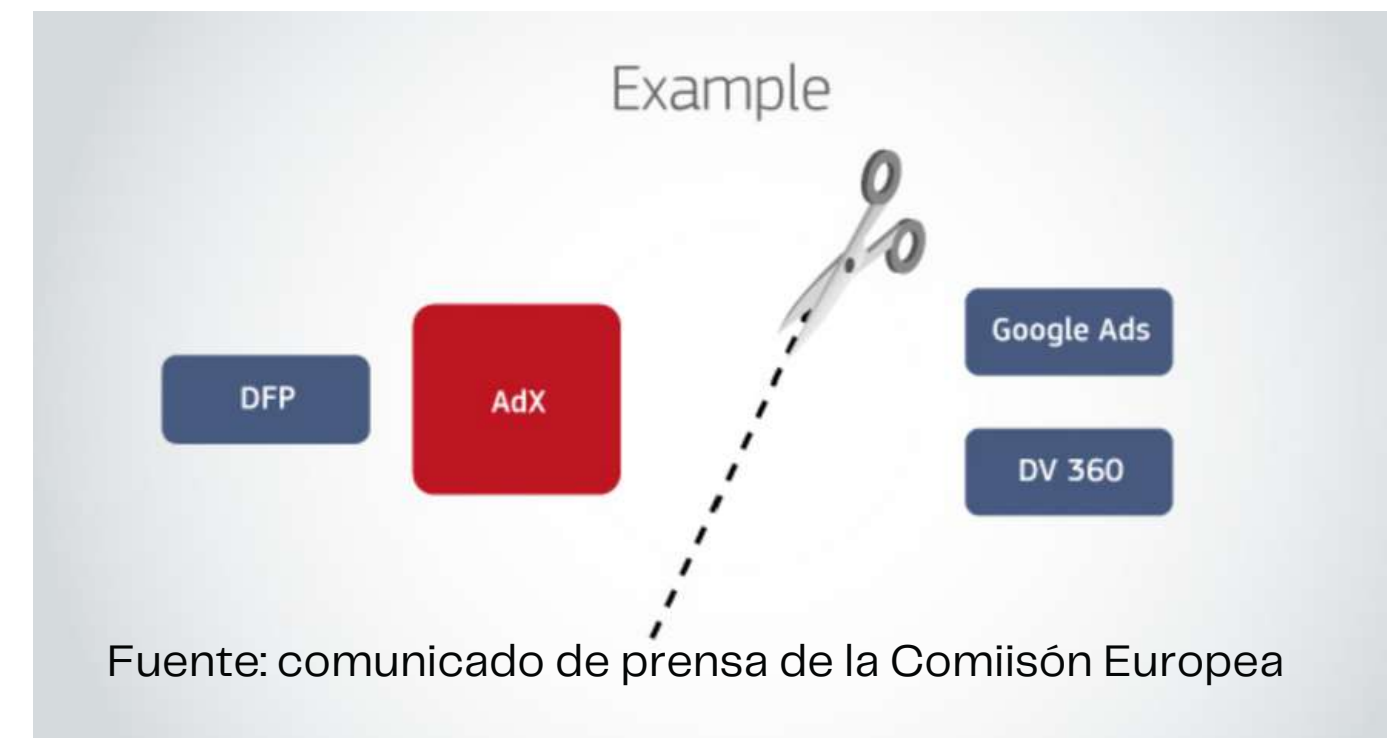 Example
DFP
AdX
Google Ads
DV 360
Fuente: comunicado de prensa de la Comiisón Europea